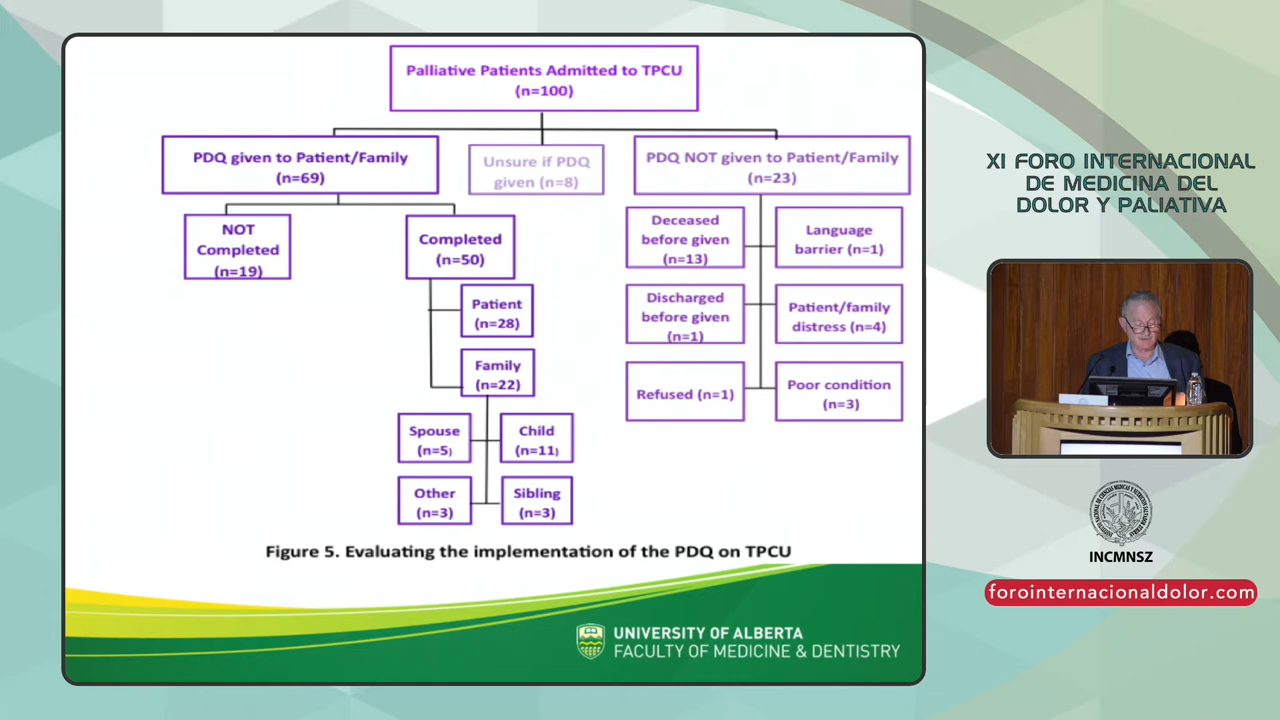 Palliative Patients Admitted to TPCU
(n=100)
PDQ given to Patient/Family
(n=69)
Unsure if PDQ
given (n=8)
PDQ NOT given to Patient/Family
(n=23)
NOT
Completed
(n=19)
Completed
(n=50)
Patient
(n=28)
Family
(n=22)
Spouse
(n=5)
Child
(n=11)
Other
(n=3)
Sibling
(n=3)
Deceased
before given
(n=13)
Language
barrier (n=1)
Discharged
before given
(n=1)
Patient/family
distress (n=4)
Refused (n=1)
Poor condition
(n=3)
Figure 5. Evaluating the implementation of the PDQ on TPCU
UNIVERSITY OF ALBERTA
FACULTY OF MEDICINE & DENTISTRY
XI FORO INTERNACIONAL
DE MEDICINA DEL
DOLOR Y PALIATIVA
INCMNSZ
forointernacionaldolor.com